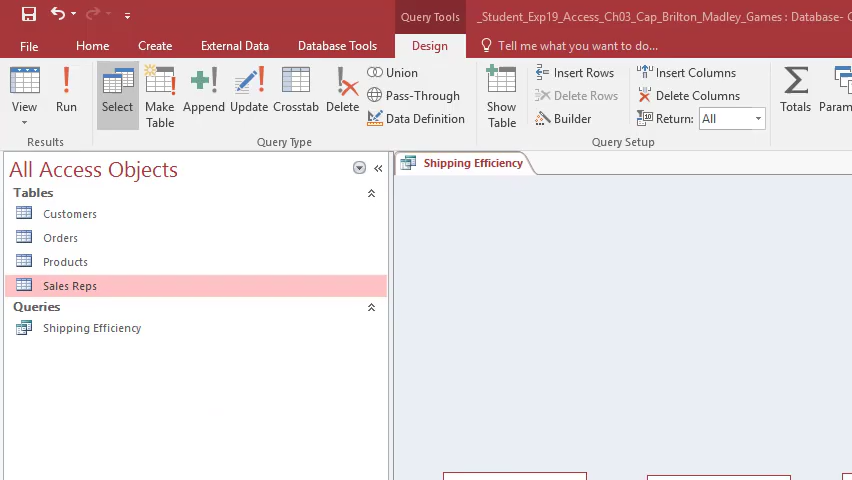 Query Tools
_Student_Exp19_Access_Ch03_Cap_Brilton_Madley_Games : Database- 
File Home Create External Data Database Tools Design Tell me what you want to do...
View Run Select Make Table Append Update Crosstab Delete
Union
Pass-Through
Data Definition
Show Table
Insert Rows
Delete Rows
Builder
Insert Columns
Delete Columns
Return: All
Totals
Results Query Type Query Setup
All Access Objects
Shipping Efficiency
Tables
Customers
Orders
Products
Sales Reps
Queries
Shipping Efficiency